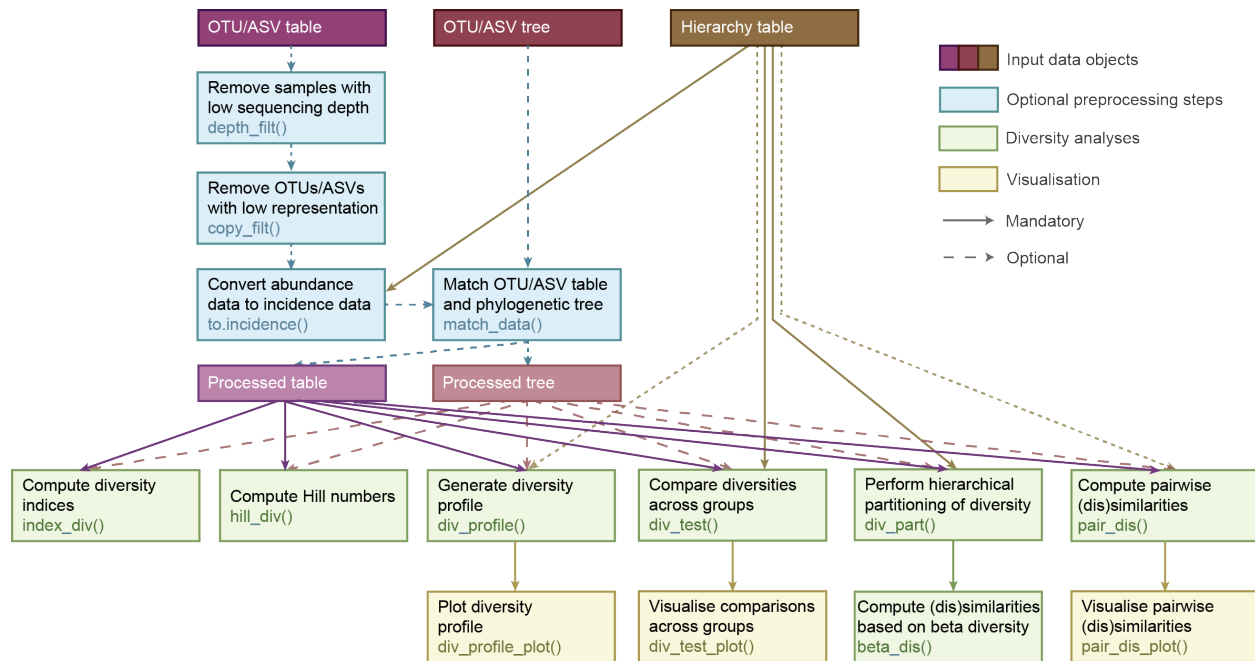 OTU/ASV table
OTU/ASV tree
Hierarchy table
Input data objects
Optional preprocessing steps
Diversity analyses
Visualisation
Mandatory
Optional
Remove samples with
low sequencing depth
depth_filt()
Remove OTUs/ASVs
with low representation
copy_filt()
Convert abundance
data to incidence data
to.incidence()
Match OTU/ASV table
and phylogenetic tree
match_data()
Processed table
Processed tree
Compute diversity
indices
index_div()
Compute Hill numbers
hill_div()
Generate diversity
profile
div_profile()
Compare diversities
across groups
div_test()
Perform hierarchical
partitioning of diversity
div_part()
Compute pairwise
(dis)similarities
pair_dis()
Plot diversity
profile
div_profile_plot()
Visualise comparisons
across groups
div_test_plot()
Compute (dis)similarities
based on beta diversity
beta_dis()
Visualise pairwise
(dis)similarities
pair_dis_plot()